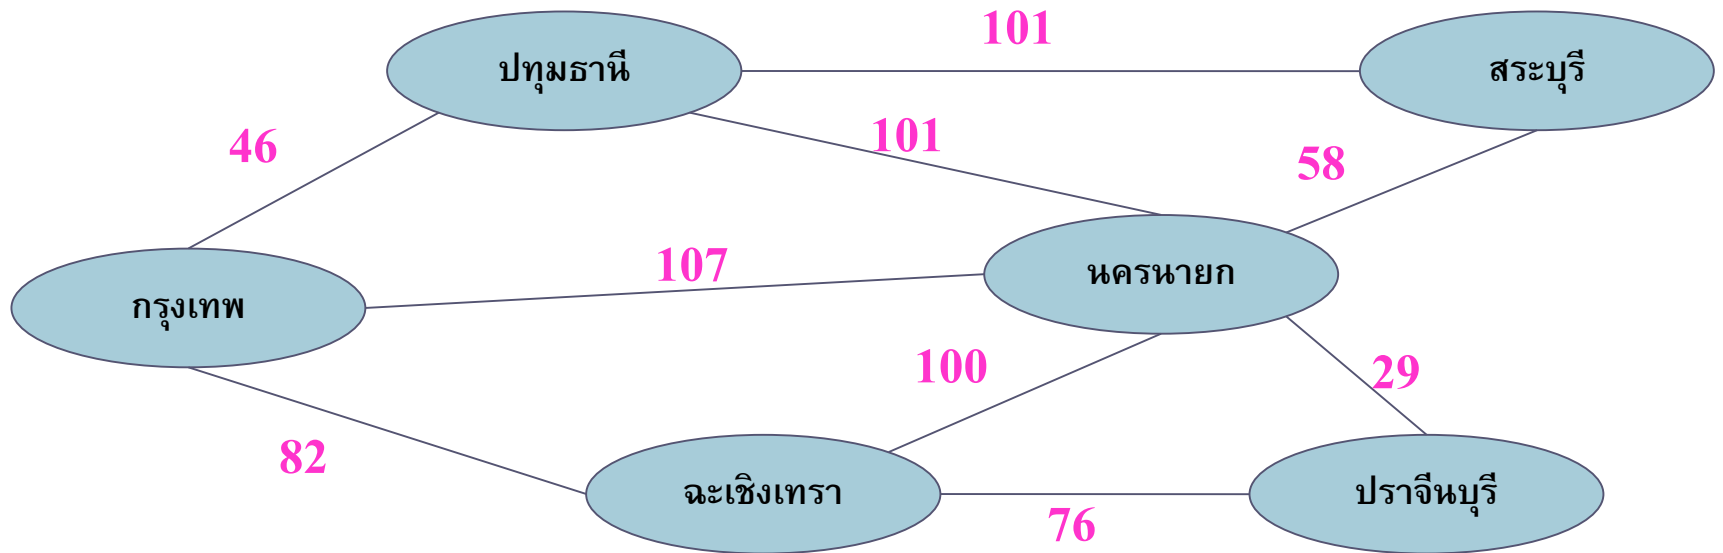 101
ปทุมธานี
สระบุรี
46
101
58
107
นครนายก
กรุงเทพ
100
29
82
ฉะเชิงเทรา
ปราจีนบุรี
76